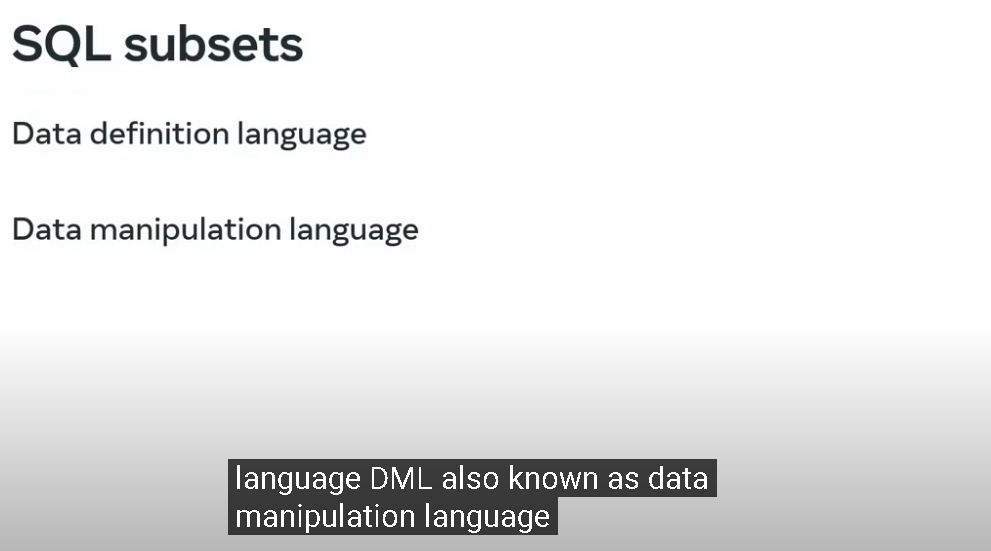 SQL subsets
Data definition language
Data manipulation language
language DML also known as data
manipulation language